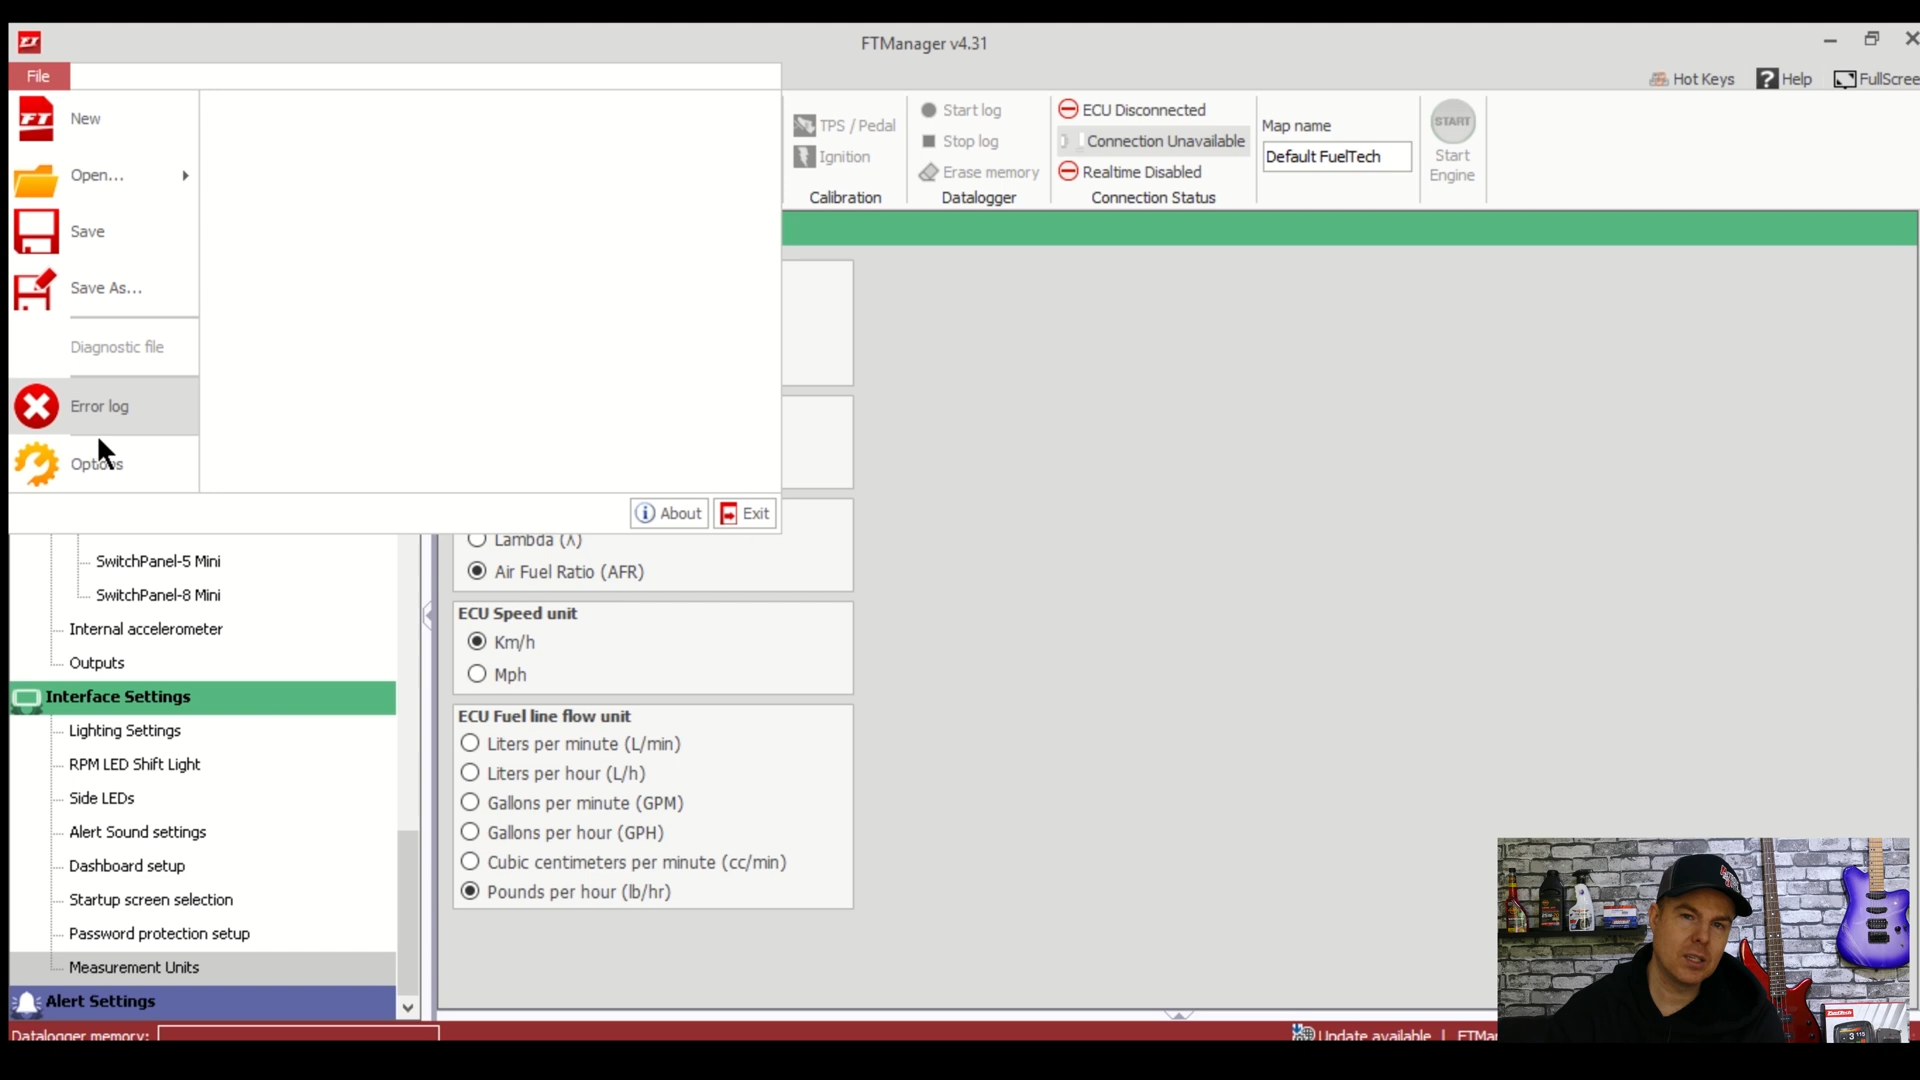 FTManager v4.31
File
Hot Keys
Help
FullScree
New
Open...
Save
Save As...
Diagnostic file
Error log
Options
About
Exit
TPS / Pedal
Ignition
Calibration
Start log
Stop log
Erase memory
Datalogger
ECU Disconnected
Connection Unavailable
Realtime Disabled
Connection Status
Map name
Default FuelTech
START
Start
Engine
SwitchPanel-5 Mini
SwitchPanel-8 Mini
Internal accelerometer
Outputs
Interface Settings
Lighting Settings
RPM LED Shift Light
Side LEDs
Alert Sound settings
Dashboard setup
Startup screen selection
Password protection setup
Measurement Units
Alert Settings
Lambda (λ)
Air Fuel Ratio (AFR)
ECU Speed unit
Km/h
Mph
ECU Fuel line flow unit
Liters per minute (L/min)
Liters per hour (L/h)
Gallons per minute (GPM)
Gallons per hour (GPH)
Cubic centimeters per minute (cc/min)
Pounds per hour (lb/hr)
Datalogger memory:
Update available | FTMa